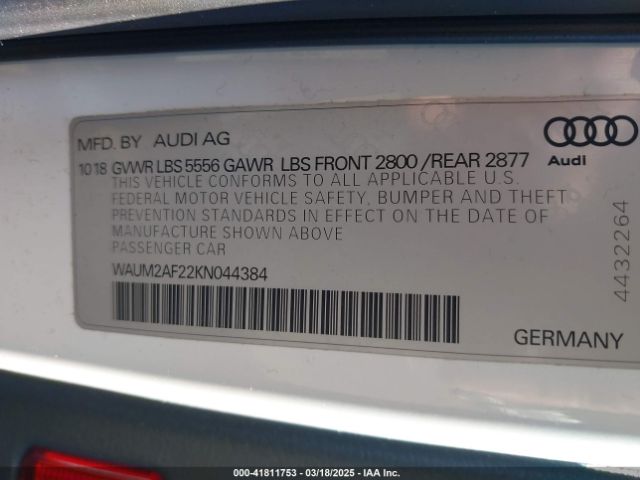 MFD. BY AUDI AG
10 18 GVWR LBS 5556 GAWR LBS FRONT 2800 /REAR 2877
THIS VEHICLE CONFORMS TO ALL APPLICABLE U.S.
FEDERAL MOTOR VEHICLE SAFETY, BUMPER AND THEFT
PREVENTION STANDARDS IN EFFECT ON THE DATE OF
MANUFACTURE SHOWN ABOVE
PASSENGER CAR
WAUM2AF22KN044384
Audi
4432264
GERMANY
000-41811753 — 03/18/2025 — IAA Inc.